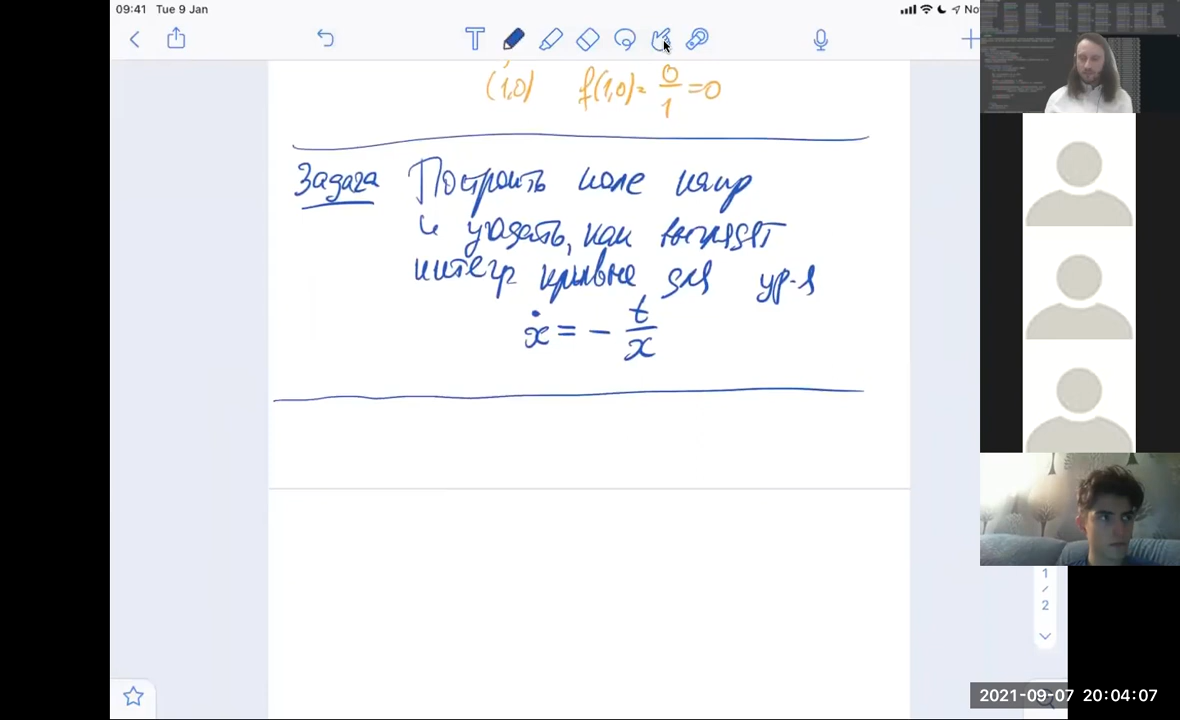 09:41 Tue 9 Jan
No
(1,0) f(1,0) = 0/1 = 0
Задача Построить поле напр
и указать, как выглядят
интегр кривые для ур-я
ẋ = - t/x
1
/
2
2021-09-07 20:04:07